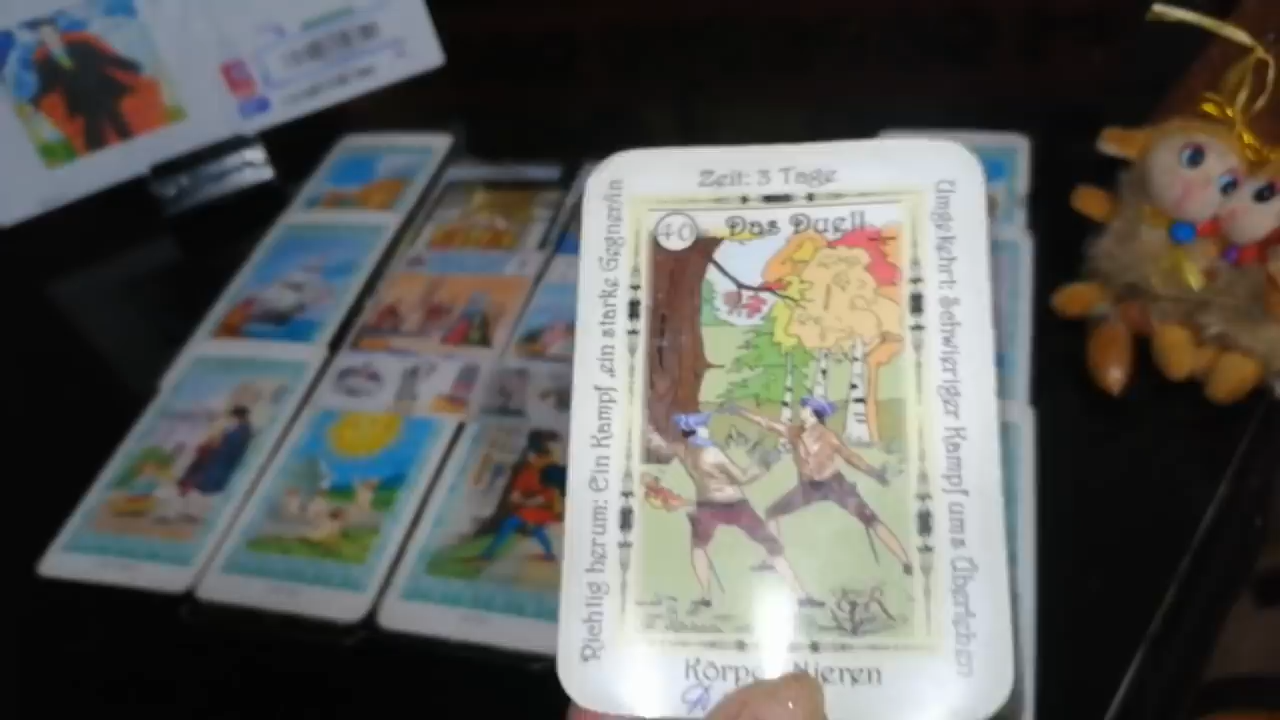 Zeit: 3 Tage
40 Das Duell
Richtig herum: Ein Kampf, ein starke Gegnerin
Umgekehrt: Schwieriger Kampf ums Überleben
Nieren